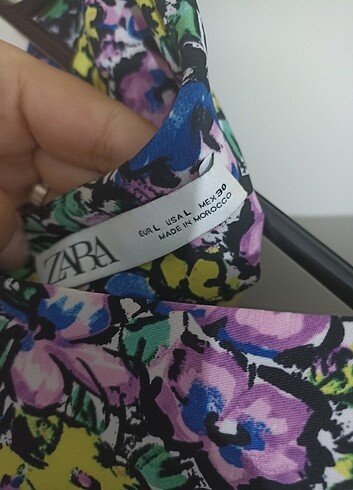 ZARA
EUR L USA L MEX 30
MADE IN MOROCCO